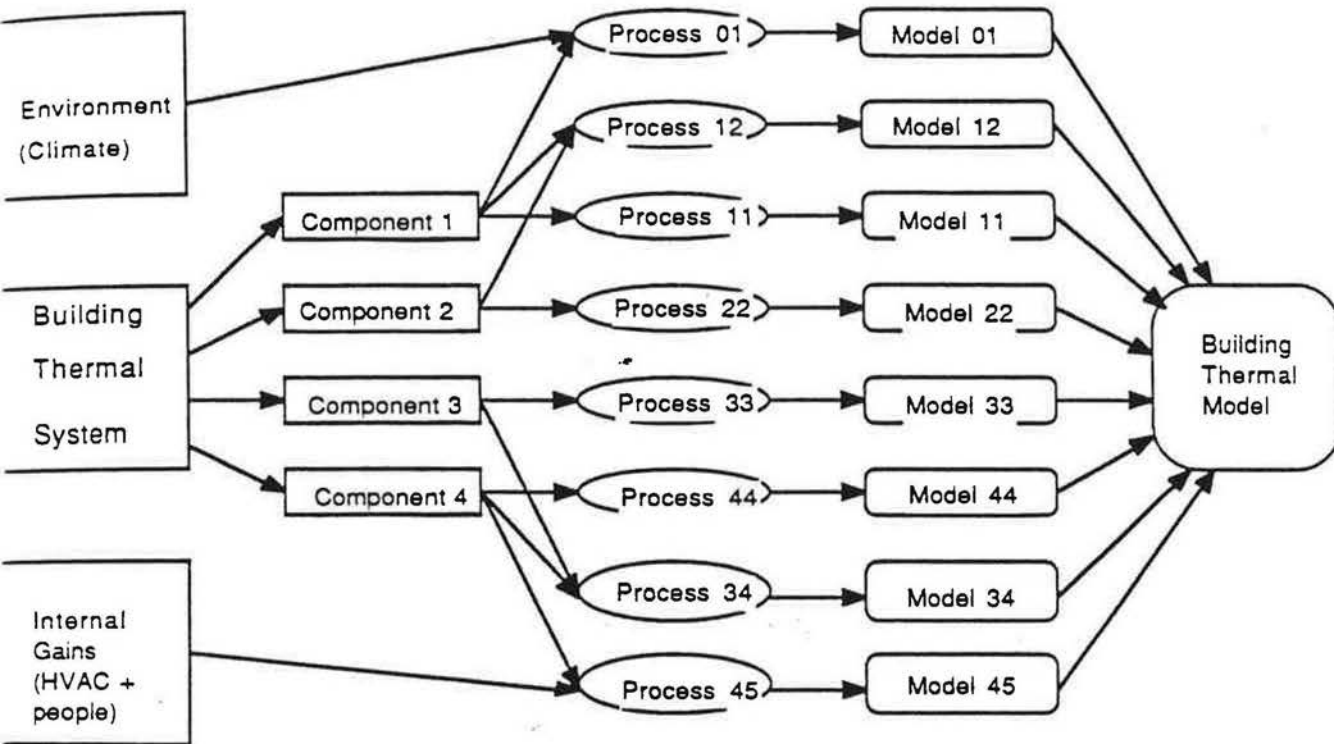 Environment
(Climate)
Building
Thermal
System
Internal
Gains
(HVAC +
people)
Component 1
Component 2
Component 3
Component 4
Process 01
Process 12
Process 11
Process 22
Process 33
Process 44
Process 34
Process 45
Model 01
Model 12
Model 11
Model 22
Model 33
Model 44
Model 34
Model 45
Building
Thermal
Model